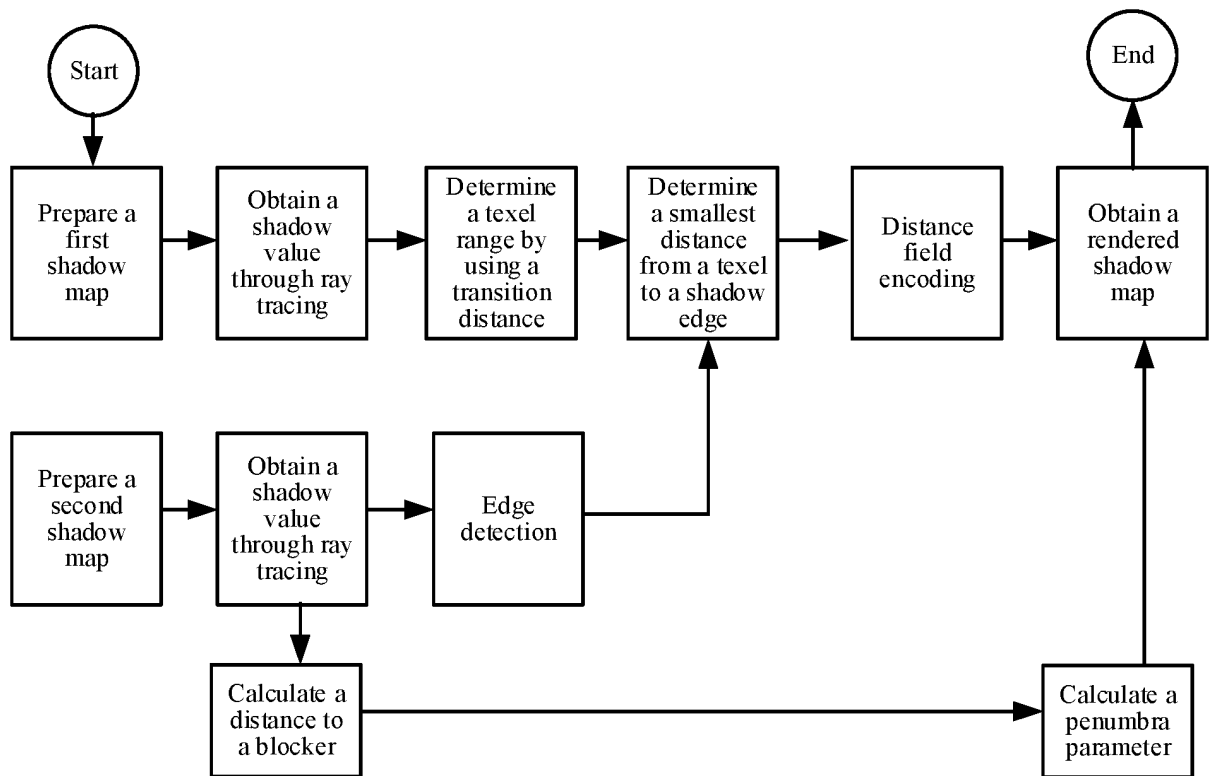 Start
End
Prepare a
first
shadow
map
Obtain a
shadow
value
through ray
tracing
Determine
a texel
range by
using a
transition
distance
Determine
a smallest
distance
from a texel
to a shadow
edge
Distance
field
encoding
Obtain a
rendered
shadow
map
Prepare a
second
shadow
map
Obtain a
shadow
value
through ray
tracing
Edge
detection
Calculate a
distance to
a blocker
Calculate a
penumbra
parameter